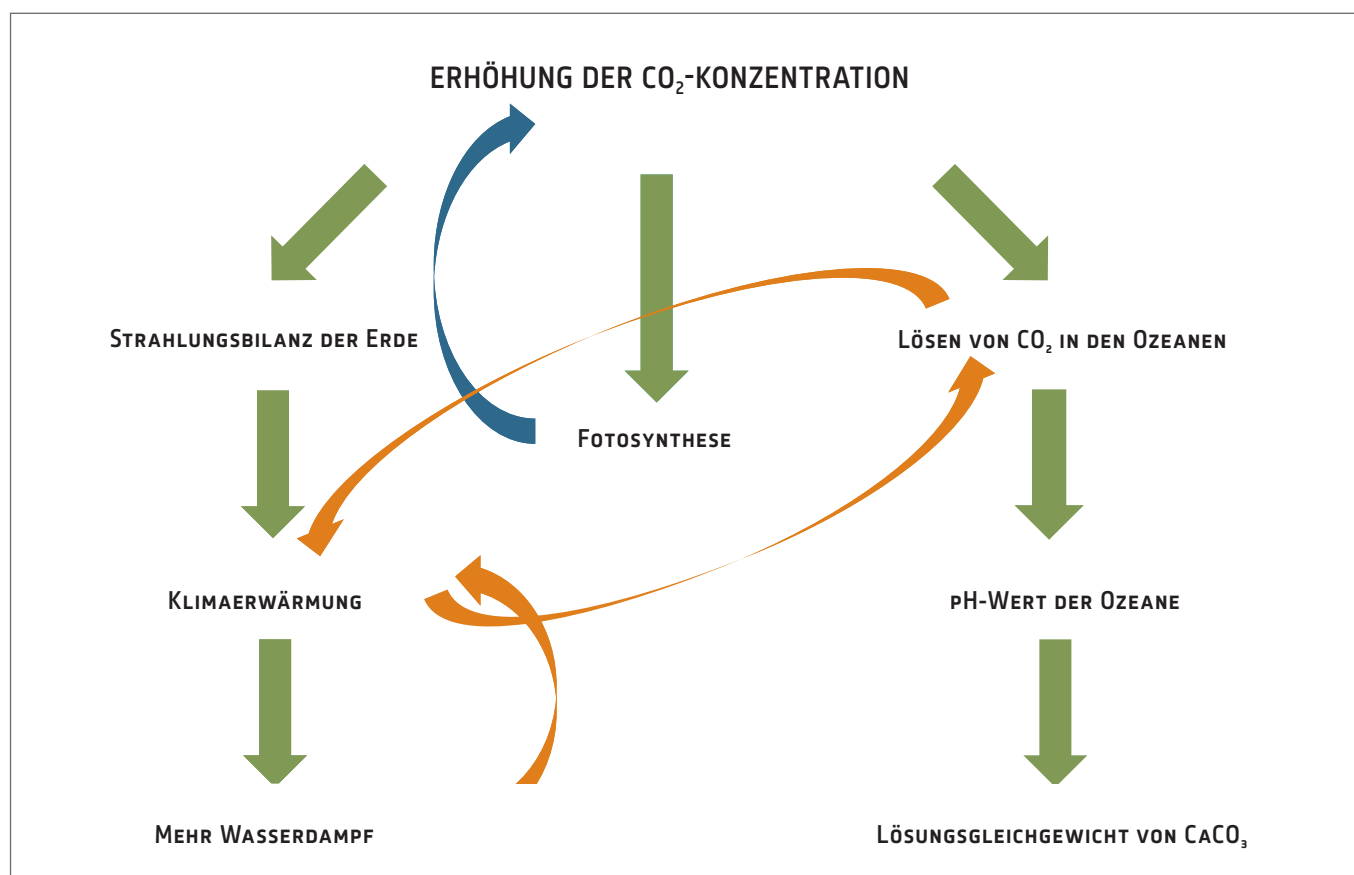 ERHÖHUNG DER CO₂-KONZENTRATION
STRAHLUNGSBILANZ DER ERDE
LÖSEN VON CO₂ IN DEN OZEANEN
FOTOSYNTHESE
KLIMAERWÄRMUNG
PH-WERT DER OZEANE
MEHR WASSERDAMPF
LÖSUNGSGLEICHGEWICHT VON CACO₃